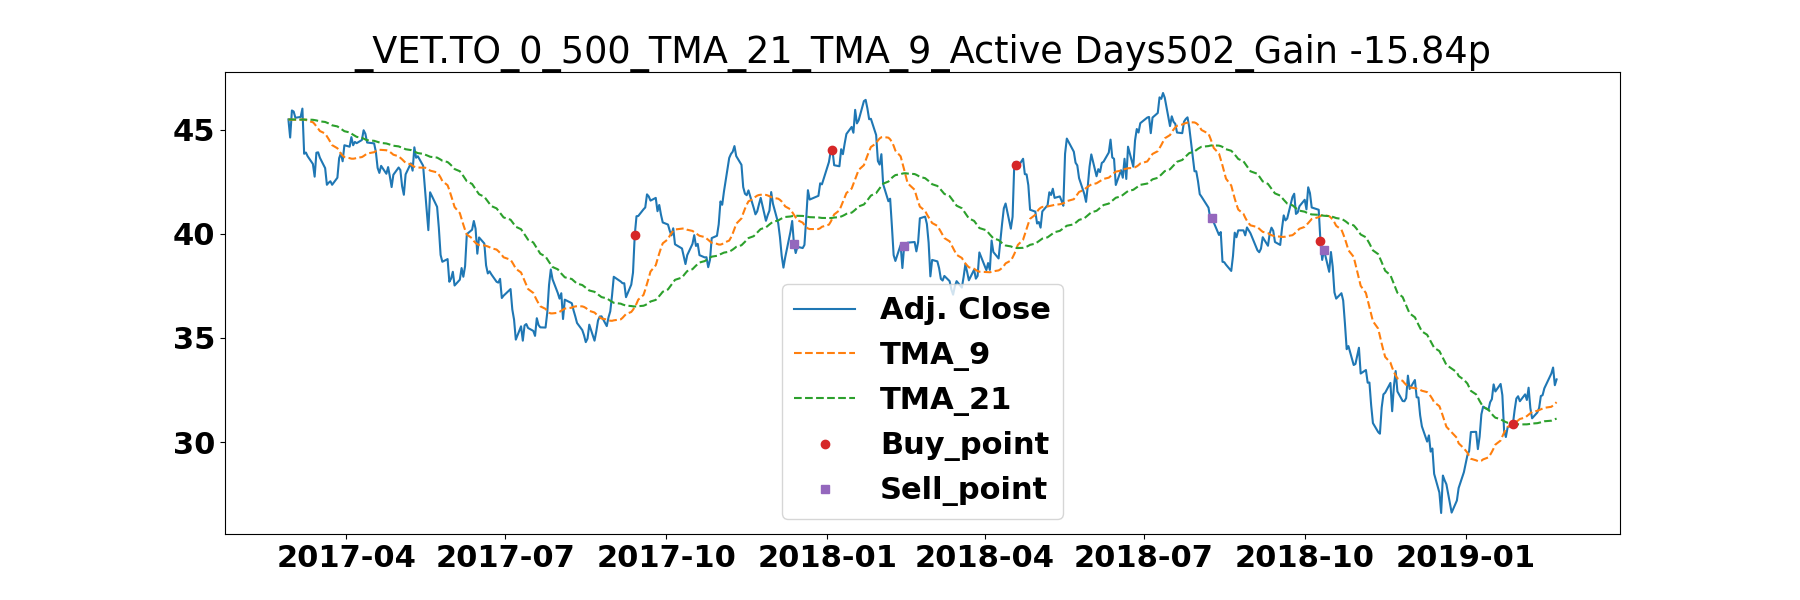 _VET.TO_0_500_TMA_21_TMA_9_Active Days502_Gain -15.84p
45
40
35
30
Adj. Close
TMA_9
TMA_21
Buy_point
Sell_point
2017-04 2017-07 2017-10 2018-01 2018-04 2018-07 2018-10 2019-01